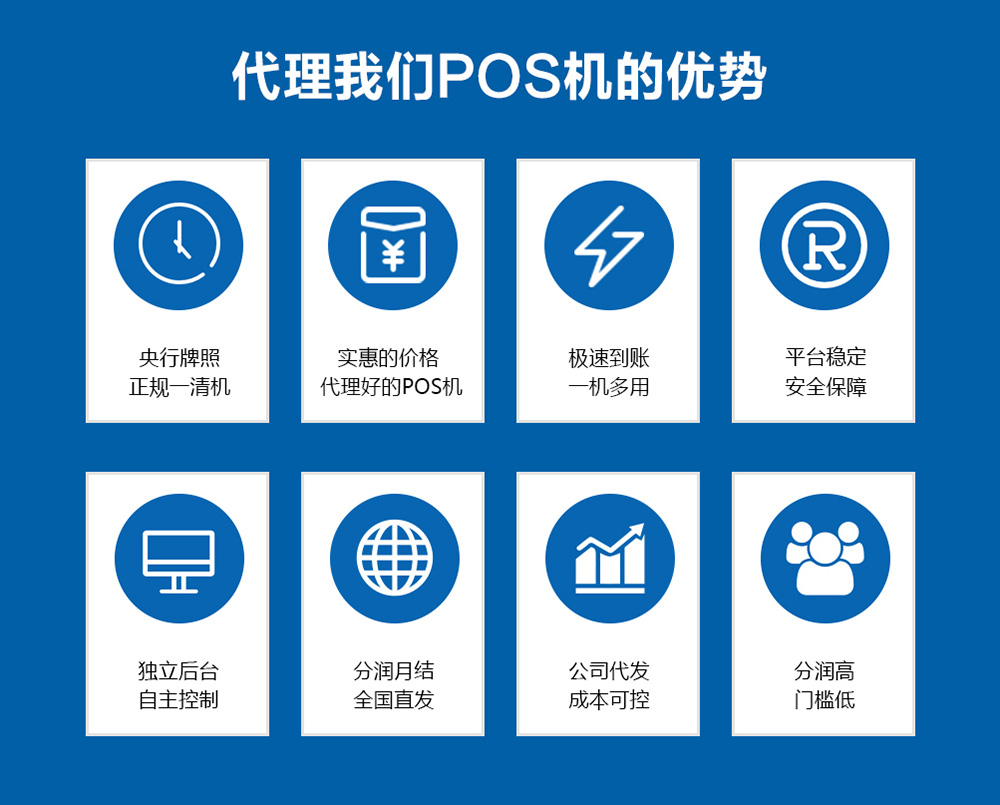 代理我们POS机的优势
央行牌照
正规一清机
实惠的价格
代理好的POS机
极速到账
一机多用
平台稳定
安全保障
独立后台
自主控制
分润月结
全国直发
公司代发
成本可控
分润高
门槛低